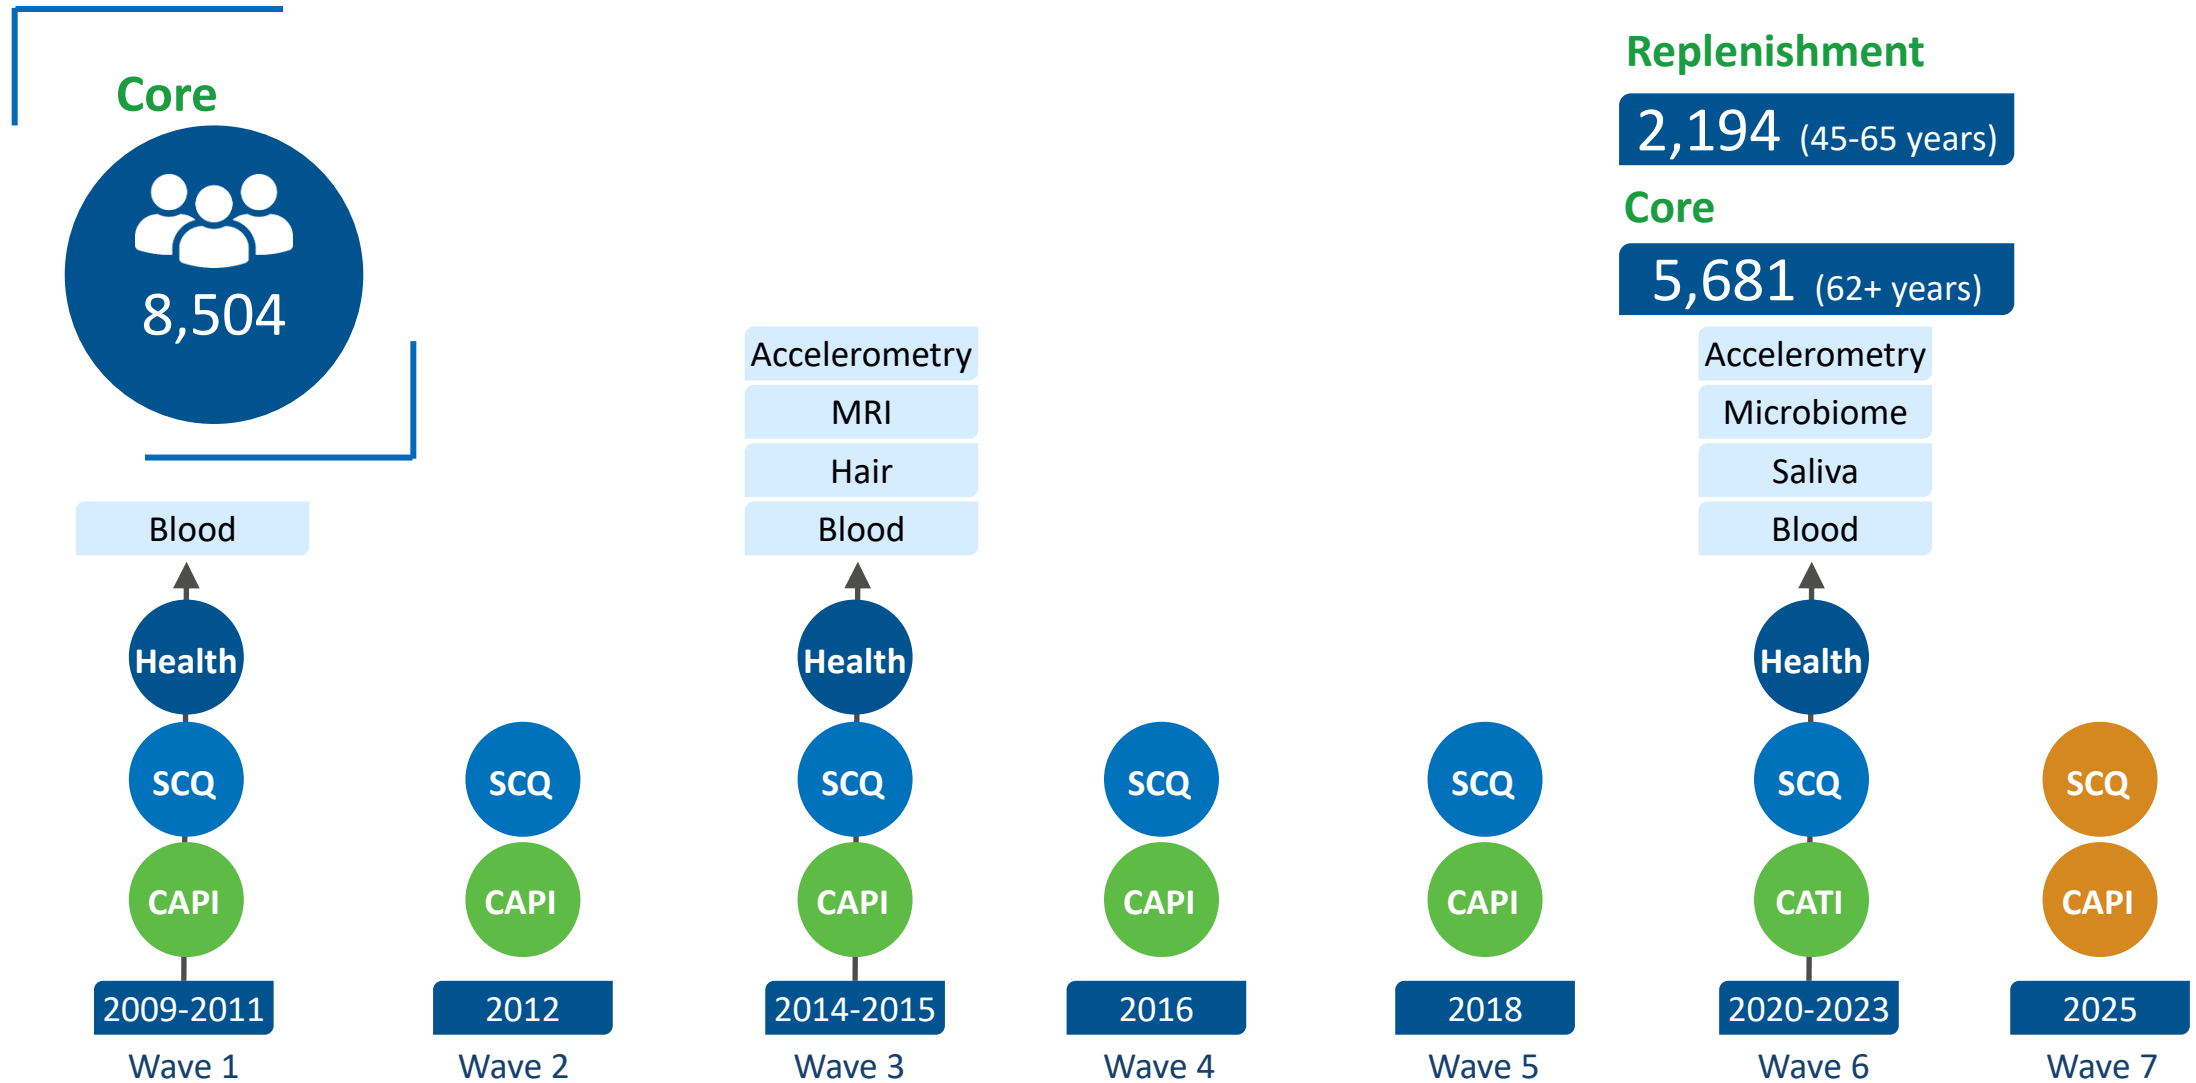 Core
8,504
Blood
Health
SCQ
CAPI
2009-2011
Wave 1
SCQ
CAPI
2012
Wave 2
Accelerometry
MRI
Hair
Blood
Health
SCQ
CAPI
2014-2015
Wave 3
SCQ
CAPI
2016
Wave 4
SCQ
CAPI
2018
Wave 5
Replenishment
2,194 (45-65 years)
Core
5,681 (62+ years)
Accelerometry
Microbiome
Saliva
Blood
Health
SCQ
CATI
2020-2023
Wave 6
SCQ
CAPI
2025
Wave 7